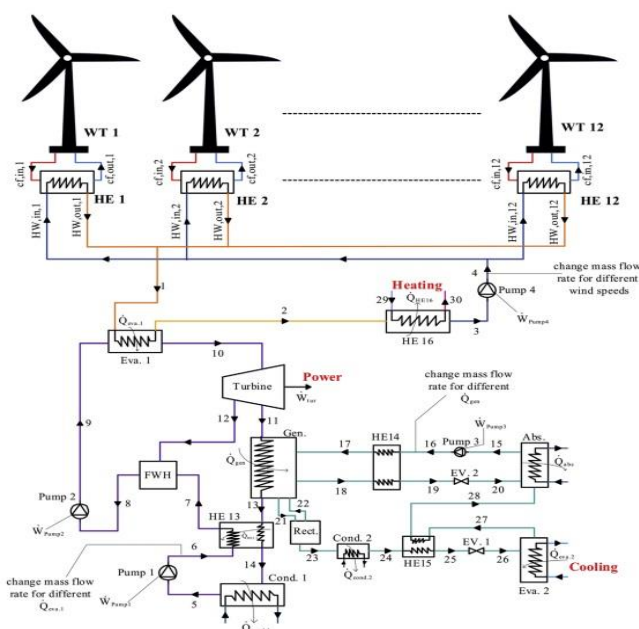 WT 1
WT 2
WT 12
cf,in,1
cf,out,1
cf,in,2
cf,out,2
cf,in,12
HE 1
HE 2
HE 12
HW,in,1
HW,out,1
HW,in,2
HW,out,2
HW,in,12
HW,out,12
1
4
change mass flow
rate for different
wind speeds
Heating
29
Q̇HE16
30
Pump 4
ẆPump4
2
3
HE 16
Q̇eva.1
Eva. 1
10
9
Turbine
Power
Ẇtur
12
11
change mass flow
rate for different
Q̇gen
Gen.
17
HE14
16
ẆPump3
Pump 3
15
Abs.
Q̇abs
FWH
Q̇gen
18
19
EV. 2
20
Pump 2
ẆPump2
8
7
13
21
22
28
HE 13
Rect.
27
6
Cond. 2
change mass flow
rate for different
Q̇eva.1
Pump 1
ẆPump1
14
23
Q̇cond.2
24
HE15
25
EV. 1
26
Q̇eva.2
Cooling
Eva. 2
5
Cond. 1